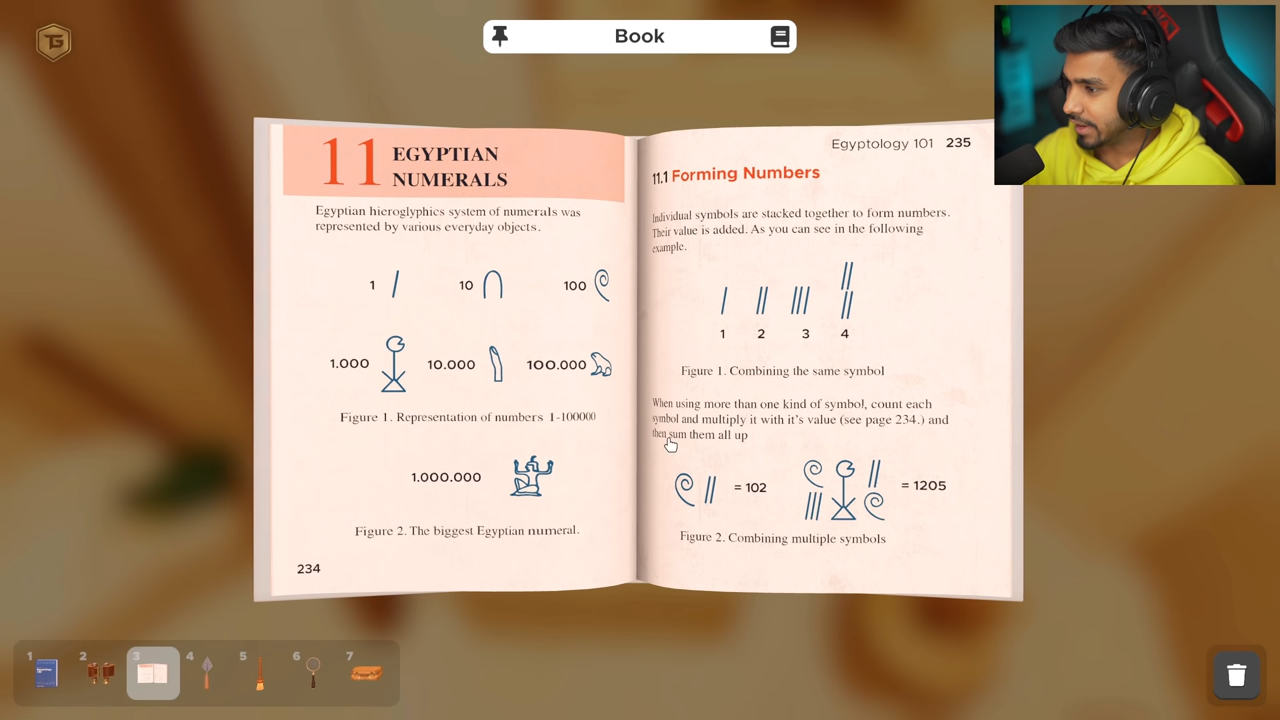 TG
Book
11 EGYPTIAN
NUMERALS
Egyptian hieroglyphics system of numerals was
represented by various everyday objects.
1 10 100
1.000 10.000 100.000
Figure 1. Representation of numbers 1-100000
1.000.000
Figure 2. The biggest Egyptian numeral.
234
Egyptology 101 235
11.1 Forming Numbers
Individual symbols are stacked together to form numbers.
Their value is added. As you can see in the following
example.
1 2 3 4
Figure 1. Combining the same symbol
When using more than one kind of symbol, count each
symbol and multiply it with it's value (see page 234.) and
then sum them all up
= 102 = 1205
Figure 2. Combining multiple symbols
1 2 3 4 5 6 7